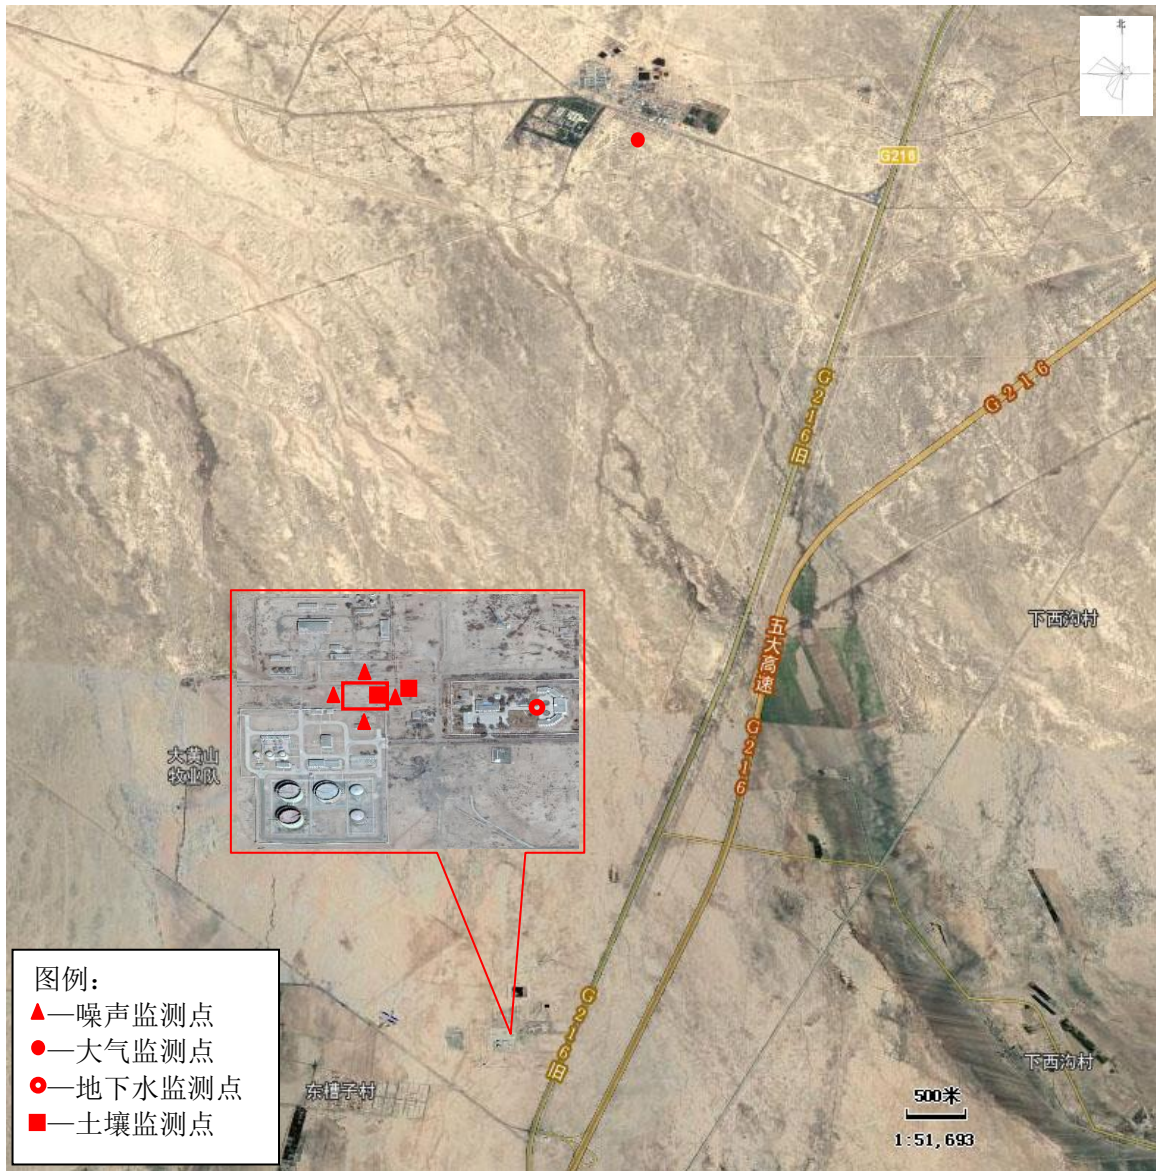 北
G216
G216
G216旧
下西沟村
五大高速
G216
大黄山
牧业队
图例：
—噪声监测点
—大气监测点
—地下水监测点
—土壤监测点
G216旧
东槽子村
下西沟村
500米
1:51,693